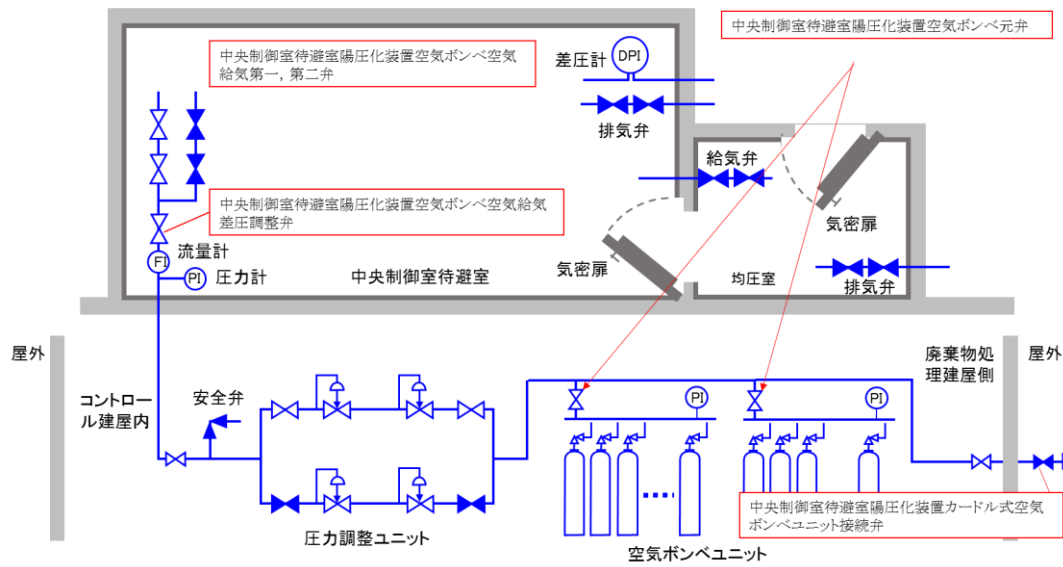 中央制御室待避室陽圧化装置空気ボンベ空気
給気第一，第二弁
差圧計
DPI
排気弁
中央制御室待避室陽圧化装置空気ボンベ元弁
給気弁
気密扉
中央制御室待避室陽圧化装置空気ボンベ空気給気
差圧調整弁
流量計
FI
圧力計
PI
中央制御室待避室
気密扉
均圧室
排気弁
屋外
コントロー
ル建屋内
安全弁
PI
PI
廃棄物処
理建屋側
屋外
圧力調整ユニット
空気ボンベユニット
中央制御室待避室陽圧化装置カードル式空気
ボンベユニット接続弁